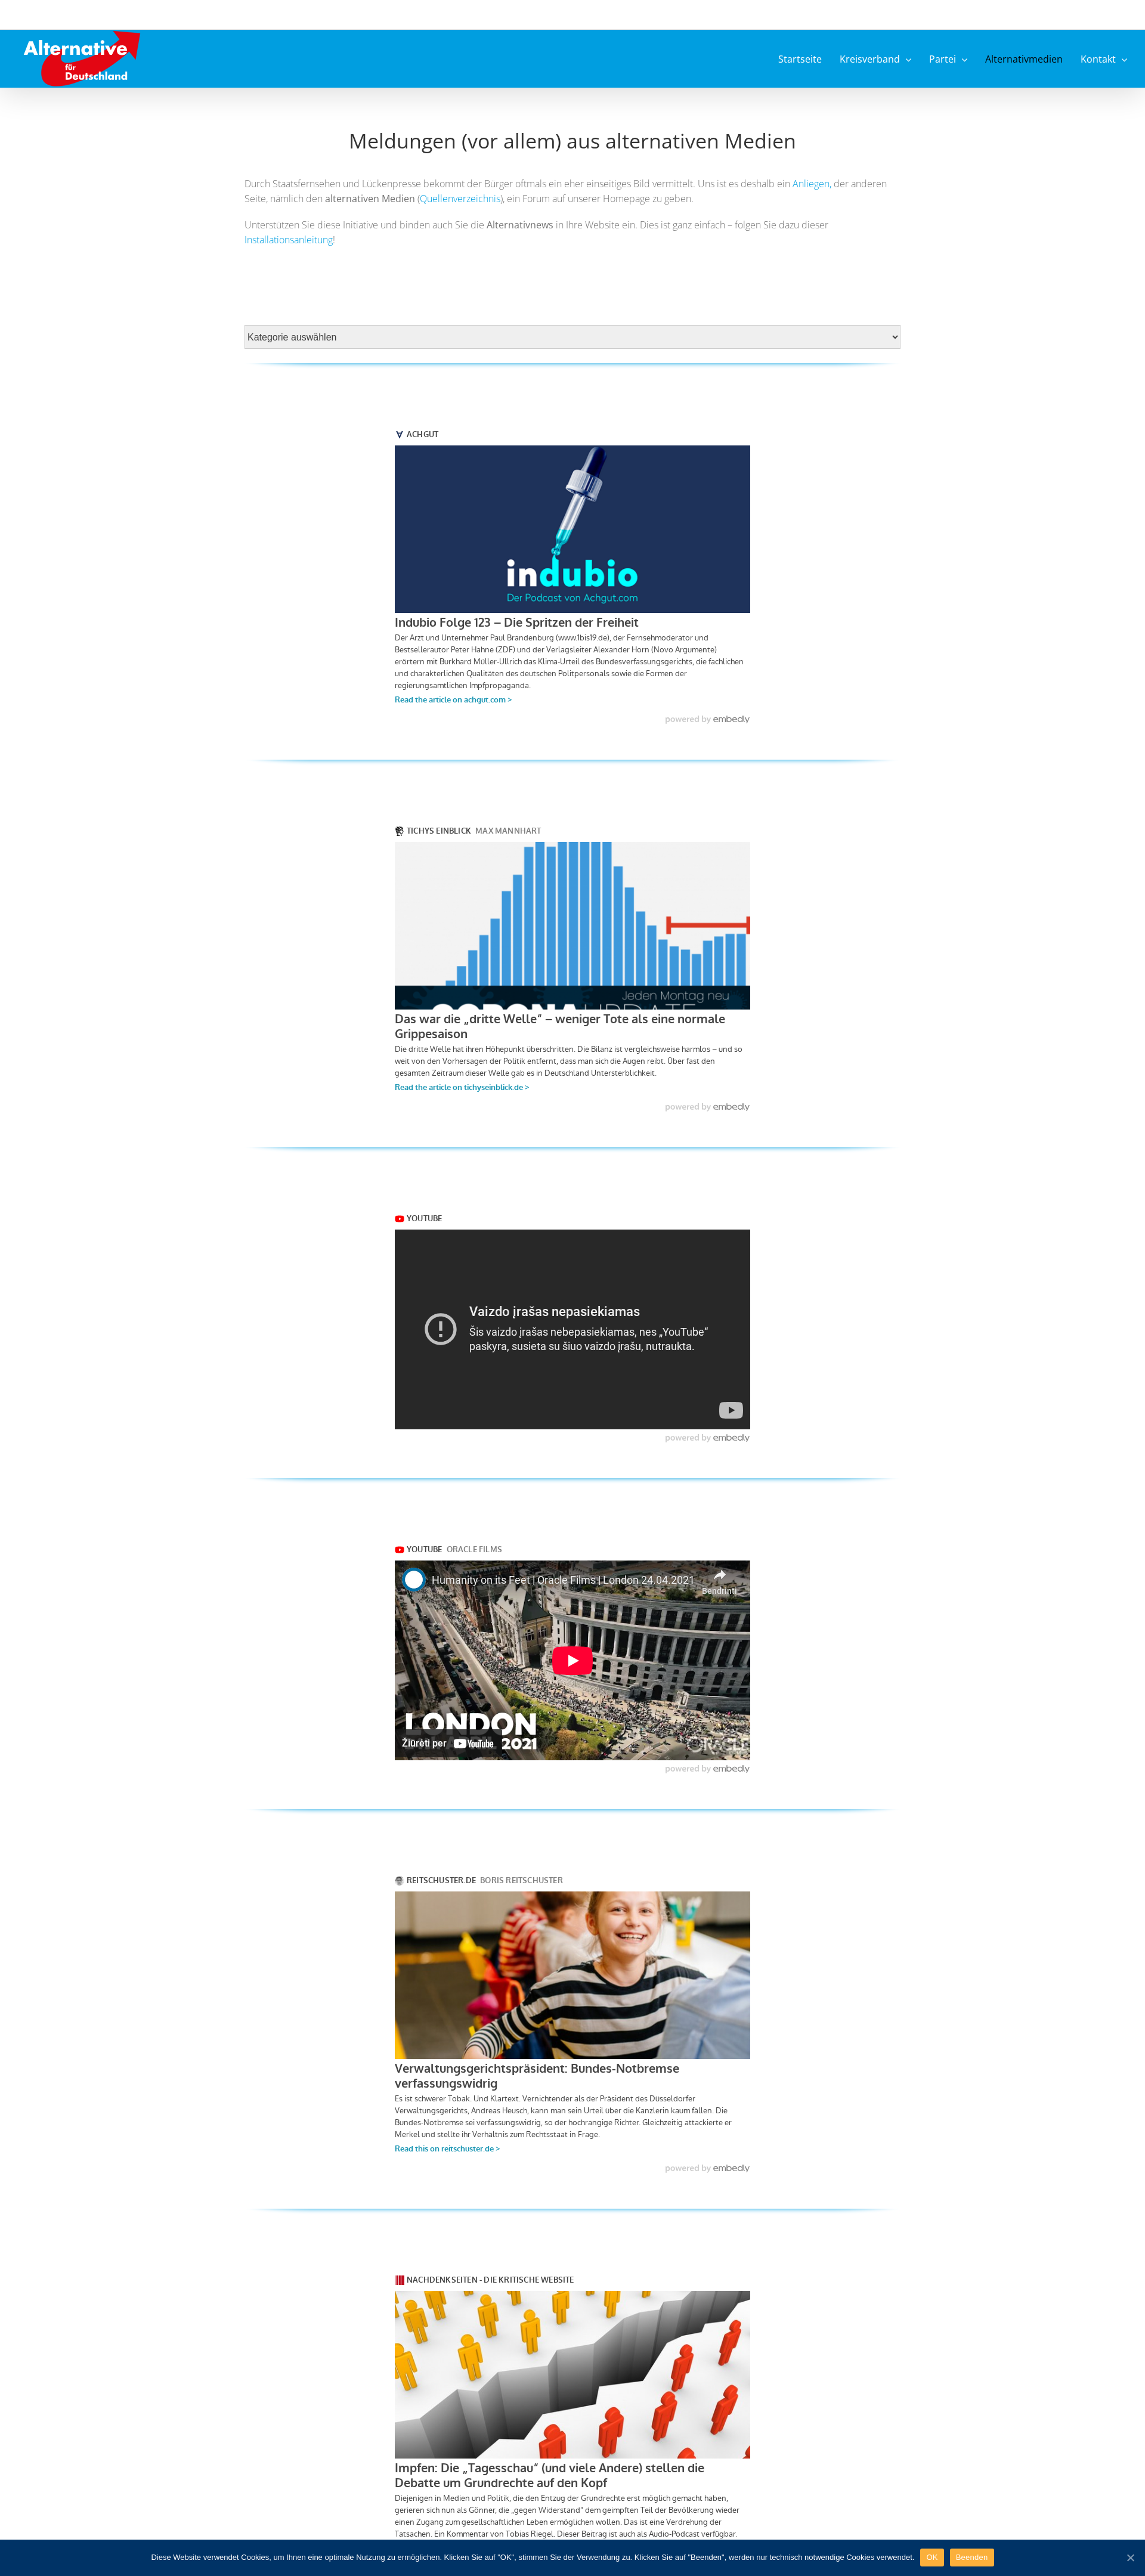 Alternative
für
Deutschland
Startseite
Kreisverband
Partei
Alternativmedien
Kontakt
Meldungen (vor allem) aus alternativen Medien
Durch Staatsfernsehen und Lückenpresse bekommt der Bürger oftmals ein eher einseitiges Bild vermittelt. Uns ist es deshalb ein Anliegen, der anderen
Seite, nämlich den alternativen Medien (Quellenverzeichnis), ein Forum auf unserer Homepage zu geben.
Unterstützen Sie diese Initiative und binden auch Sie die Alternativnews in Ihre Website ein. Dies ist ganz einfach – folgen Sie dazu dieser
Installationsanleitung!
Kategorie auswählen
ACHGUT
indubio
Der Podcast von Achgut.com
Indubio Folge 123 – Die Spritzen der Freiheit
Der Arzt und Unternehmer Paul Brandenburg (www.1bis19.de), der Fernsehmoderator und
Bestsellerautor Peter Hahne (ZDF) und der Verlagsleiter Alexander Horn (Novo Argumente)
erörtern mit Burkhard Müller-Ullrich das Klima-Urteil des Bundesverfassungsgerichts, die fachlichen
und charakterlichen Qualitäten des deutschen Politpersonals sowie die Formen der
regierungsamtlichen Impfpropaganda.
Read the article on achgut.com >
powered by embedly
TICHYS EINBLICK MAX MANNHART
Jeden Montag neu
CORONA UPDATE
Das war die „dritte Welle“ – weniger Tote als eine normale
Grippesaison
Die dritte Welle hat ihren Höhepunkt überschritten. Die Bilanz ist vergleichsweise harmlos – und so
weit von den Vorhersagen der Politik entfernt, dass man sich die Augen reibt. Über fast den
gesamten Zeitraum dieser Welle gab es in Deutschland Untersterblichkeit.
Read the article on tichyseinblick.de >
powered by embedly
YOUTUBE
Vaizdo įrašas nepasiekiamas
Šis vaizdo įrašas nebepasiekiamas, nes „YouTube“
paskyra, susieta su šiuo vaizdo įrašu, nutraukta.
powered by embedly
YOUTUBE ORACLE FILMS
Humanity on its Feet | Oracle Films | London 24.04.2021
Bendrinti
LONDON
2021
Žiūrėti per YouTube
ORACLE
powered by embedly
REITSCHUSTER.DE BORIS REITSCHUSTER
Verwaltungsgerichtspräsident: Bundes-Notbremse
verfassungswidrig
Es ist schwerer Tobak. Und Klartext. Vernichtender als der Präsident des Düsseldorfer
Verwaltungsgerichts, Andreas Heusch, kann man sein Urteil über die Kanzlerin kaum fällen. Die
Bundes-Notbremse sei verfassungswidrig, so der hochrangige Richter. Gleichzeitig attackierte er
Merkel und stellte ihr Verhältnis zum Rechtsstaat in Frage.
Read this on reitschuster.de >
powered by embedly
NACHDENKSEITEN - DIE KRITISCHE WEBSITE
Impfen: Die „Tagesschau“ (und viele Andere) stellen die
Debatte um Grundrechte auf den Kopf
Diejenigen in Medien und Politik, die den Entzug der Grundrechte erst möglich gemacht haben,
gerieren sich nun als Gönner, die „gegen Widerstand“ dem geimpften Teil der Bevölkerung wieder
einen Zugang zum gesellschaftlichen Leben ermöglichen wollen. Das ist eine Verdrehung der
Tatsachen. Ein Kommentar von Tobias Riegel. Dieser Beitrag ist auch als Audio-Podcast verfügbar.
Diese Website verwendet Cookies, um Ihnen eine optimale Nutzung zu ermöglichen. Klicken Sie auf "OK", stimmen Sie der Verwendung zu. Klicken Sie auf "Beenden", werden nur technisch notwendige Cookies verwendet.
OK
Beenden